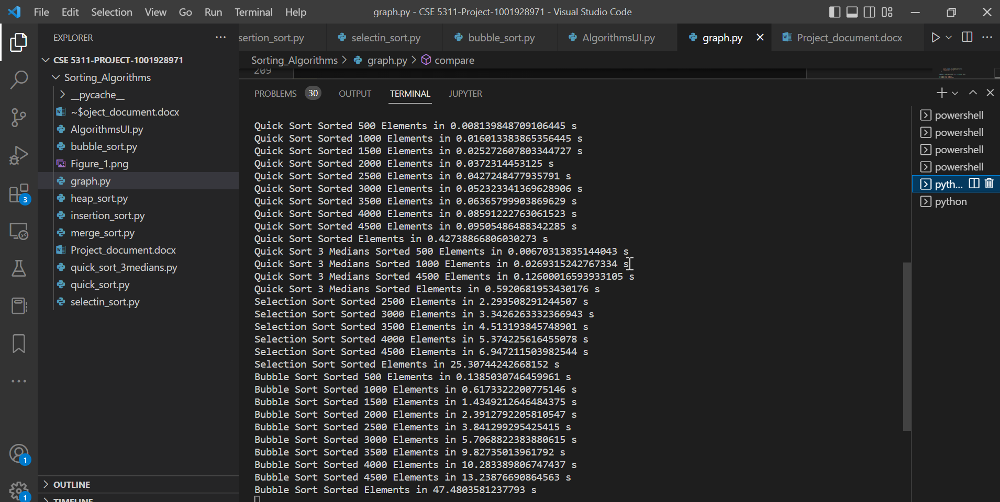 File Edit Selection View Go Run Terminal Help
graph.py - CSE 5311-Project-1001928971 - Visual Studio Code
EXPLORER
CSE 5311-PROJECT-1001928971
Sorting_Algorithms
__pycache__
~$oject_document.docx
AlgorithmsUI.py
bubble_sort.py
Figure_1.png
graph.py
heap_sort.py
insertion_sort.py
merge_sort.py
Project_document.docx
quick_sort_3medians.py
quick_sort.py
selectin_sort.py
OUTLINE
TIMELINE
3
1
1
sertion_sort.py selectin_sort.py bubble_sort.py AlgorithmsUI.py graph.py Project_document.docx
Sorting_Algorithms > graph.py > compare
209
PROBLEMS 30 OUTPUT TERMINAL JUPYTER
Quick Sort Sorted 500 Elements in 0.008139848709106445 s
Quick Sort Sorted 1000 Elements in 0.016013383865356445 s
Quick Sort Sorted 1500 Elements in 0.025272607803344727 s
Quick Sort Sorted 2000 Elements in 0.0372314453125 s
Quick Sort Sorted 2500 Elements in 0.0427248477935791 s
Quick Sort Sorted 3000 Elements in 0.052323341369628906 s
Quick Sort Sorted 3500 Elements in 0.06365799903869629 s
Quick Sort Sorted 4000 Elements in 0.08591222763061523 s
Quick Sort Sorted 4500 Elements in 0.09505486488342285 s
Quick Sort Sorted Elements in 0.42738866806030273 s
Quick Sort 3 Medians Sorted 500 Elements in 0.00670313835144043 s
Quick Sort 3 Medians Sorted 1000 Elements in 0.0269315242767334 s
Quick Sort 3 Medians Sorted 4500 Elements in 0.12600016593933105 s
Quick Sort 3 Medians Sorted Elements in 0.5920681953430176 s
Selection Sort Sorted 2500 Elements in 2.293508291244507 s
Selection Sort Sorted 3000 Elements in 3.3426263332366943 s
Selection Sort Sorted 3500 Elements in 4.513193845748901 s
Selection Sort Sorted 4000 Elements in 5.374225616455078 s
Selection Sort Sorted 4500 Elements in 6.947211503982544 s
Selection Sort Sorted Elements in 25.30744242668152 s
Bubble Sort Sorted 500 Elements in 0.1385030746459961 s
Bubble Sort Sorted 1000 Elements in 0.6173322200775146 s
Bubble Sort Sorted 1500 Elements in 1.4349212646484375 s
Bubble Sort Sorted 2000 Elements in 2.3912792205810547 s
Bubble Sort Sorted 2500 Elements in 3.841299295425415 s
Bubble Sort Sorted 3000 Elements in 5.7068822383880615 s
Bubble Sort Sorted 3500 Elements in 9.82735013961792 s
Bubble Sort Sorted 4000 Elements in 10.283389806747437 s
Bubble Sort Sorted 4500 Elements in 13.23876690864563 s
Bubble Sort Sorted Elements in 47.4803581237793 s
powershell
powershell
powershell
powershell
pyth...
python